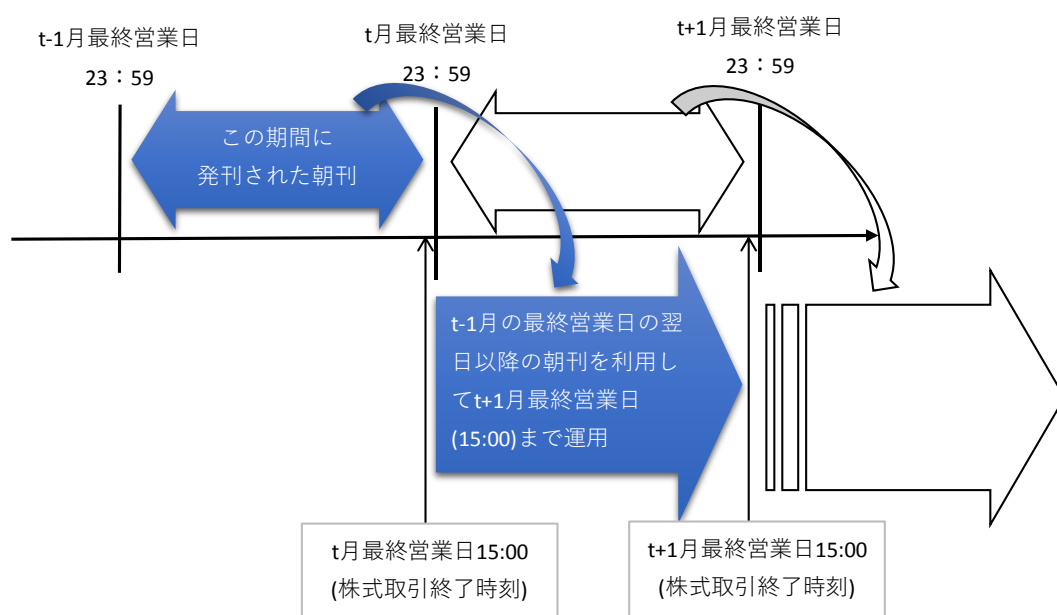 t-1月最終営業日
23：59
t月最終営業日
23：59
t+1月最終営業日
23：59
この期間に
発刊された朝刊
t-1月の最終営業日の翌
日以降の朝刊を利用し
てt+1月最終営業日
(15:00)まで運用
t月最終営業日15:00
(株式取引終了時刻)
t+1月最終営業日15:00
(株式取引終了時刻)